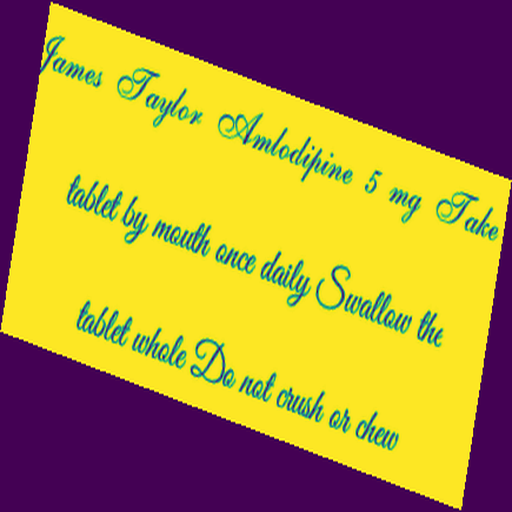 James Taylor Amlodipine 5 mg Take
tablet by mouth once daily Swallow the
tablet whole Do not crush or chew